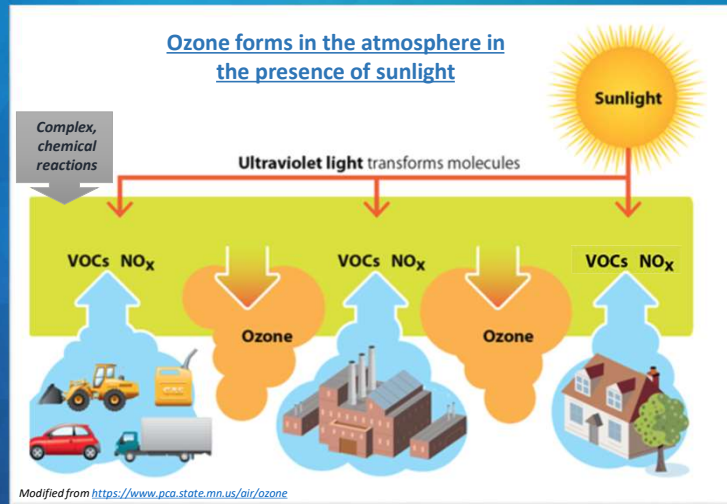 Ozone forms in the atmosphere in
the presence of sunlight
Sunlight
Complex,
chemical
reactions
Ultraviolet light transforms molecules
VOCs NOX
VOCs NOX
VOCs NOX
Ozone
Ozone
GAS
Modified from https://www.pca.state.mn.us/air/ozone